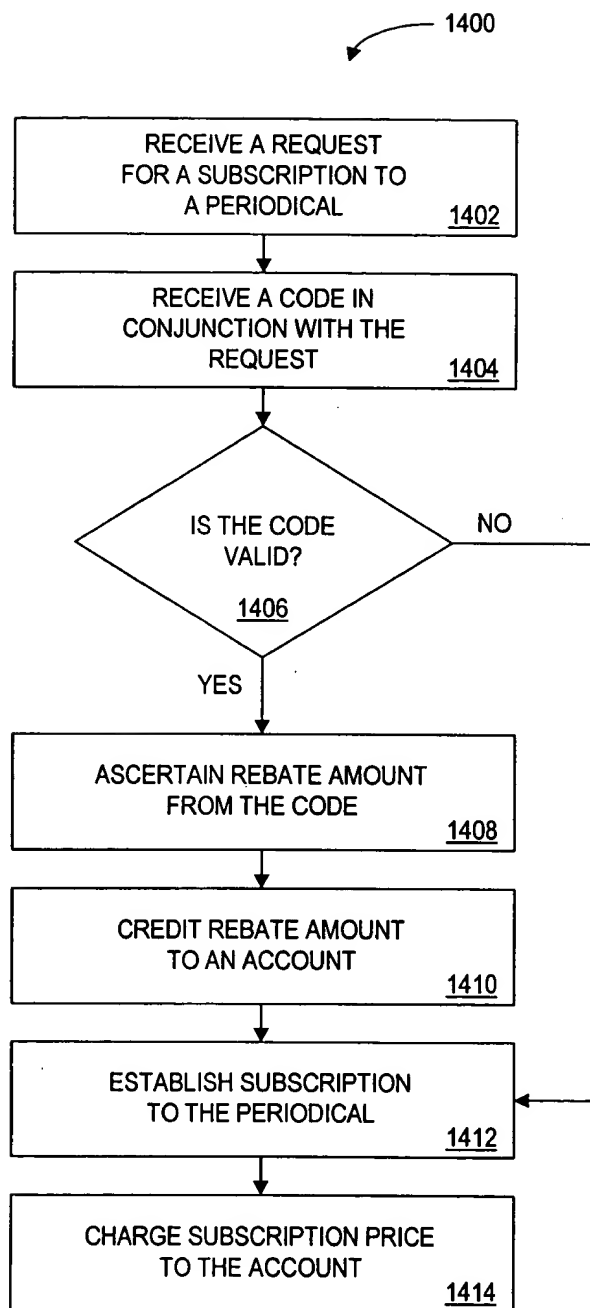 1400
RECEIVE A REQUEST
FOR A SUBSCRIPTION TO
A PERIODICAL
1402
RECEIVE A CODE IN
CONJUNCTION WITH THE
REQUEST
1404
IS THE CODE
VALID?
1406
NO
YES
ASCERTAIN REBATE AMOUNT
FROM THE CODE
1408
CREDIT REBATE AMOUNT
TO AN ACCOUNT
1410
ESTABLISH SUBSCRIPTION
TO THE PERIODICAL
1412
CHARGE SUBSCRIPTION PRICE
TO THE ACCOUNT
1414